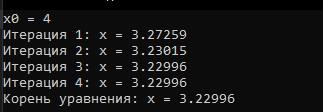 x0 = 4
Итерация 1: x = 3.27259
Итерация 2: x = 3.23015
Итерация 3: x = 3.22996
Итерация 4: x = 3.22996
Корень уравнения: x = 3.22996